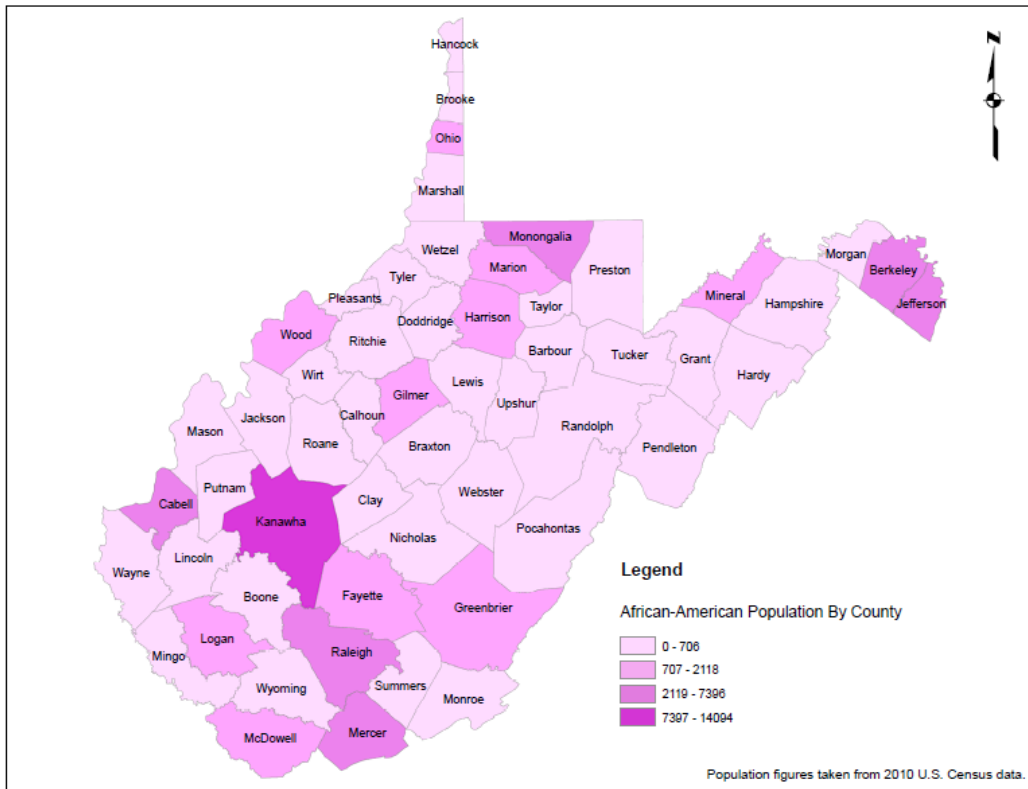 Hancock
N
Brooke
Ohio
Marshall
Wetzel
Monongalia
Marion
Preston
Morgan
Berkeley
Tyler
Pleasants
Taylor
Mineral
Hampshire
Jefferson
Wood
Doddridge
Harrison
Ritchie
Barbour
Tucker
Grant
Wirt
Lewis
Hardy
Gilmer
Upshur
Jackson
Calhoun
Randolph
Mason
Roane
Braxton
Pendleton
Putnam
Clay
Webster
Cabell
Kanawha
Pocahontas
Nicholas
Lincoln
Wayne
Boone
Fayette
Greenbrier
Logan
Raleigh
Mingo
Summers
Wyoming
Monroe
McDowell
Mercer
Legend
African-American Population By County
0 - 706
707 - 2118
2119 - 7396
7397 - 14094
Population figures taken from 2010 U.S. Census data.